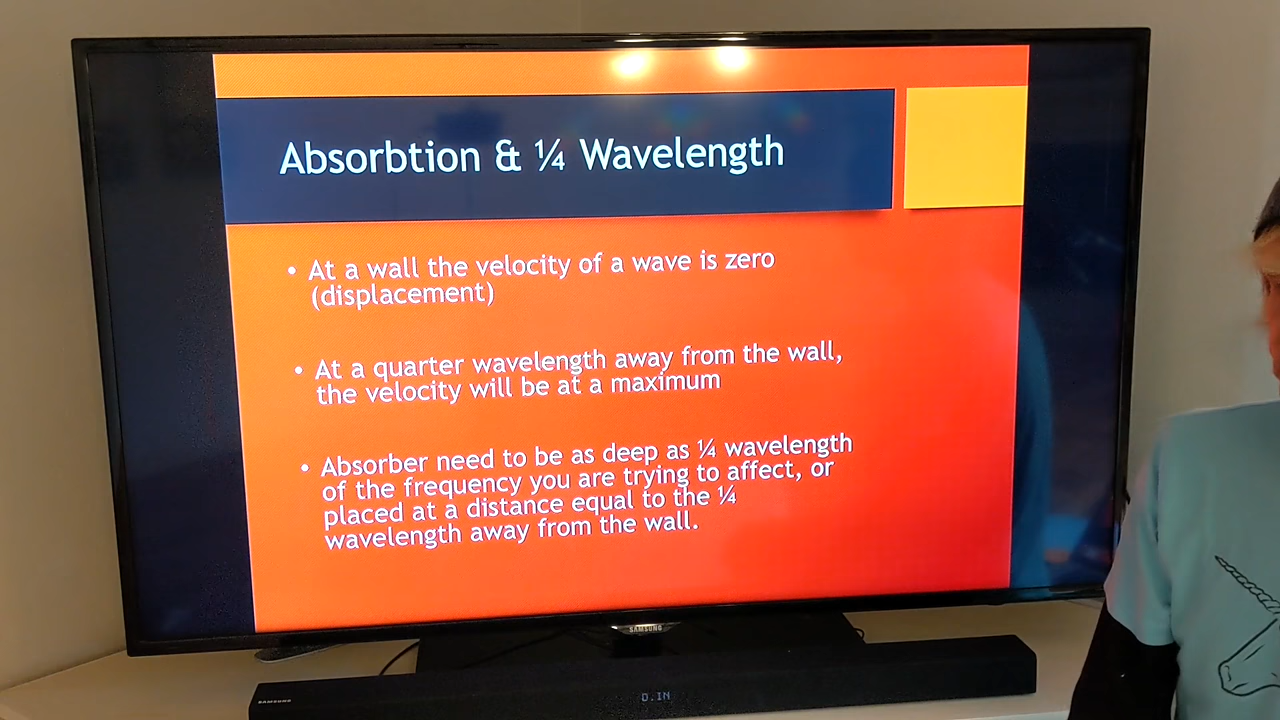 Absorbtion & ¼ Wavelength
• At a wall the velocity of a wave is zero
(displacement)
• At a quarter wavelength away from the wall,
the velocity will be at a maximum
• Absorber need to be as deep as ¼ wavelength
of the frequency you are trying to affect, or
placed at a distance equal to the ¼
wavelength away from the wall.
SAMSUNG
SAMSUNG
D.IN